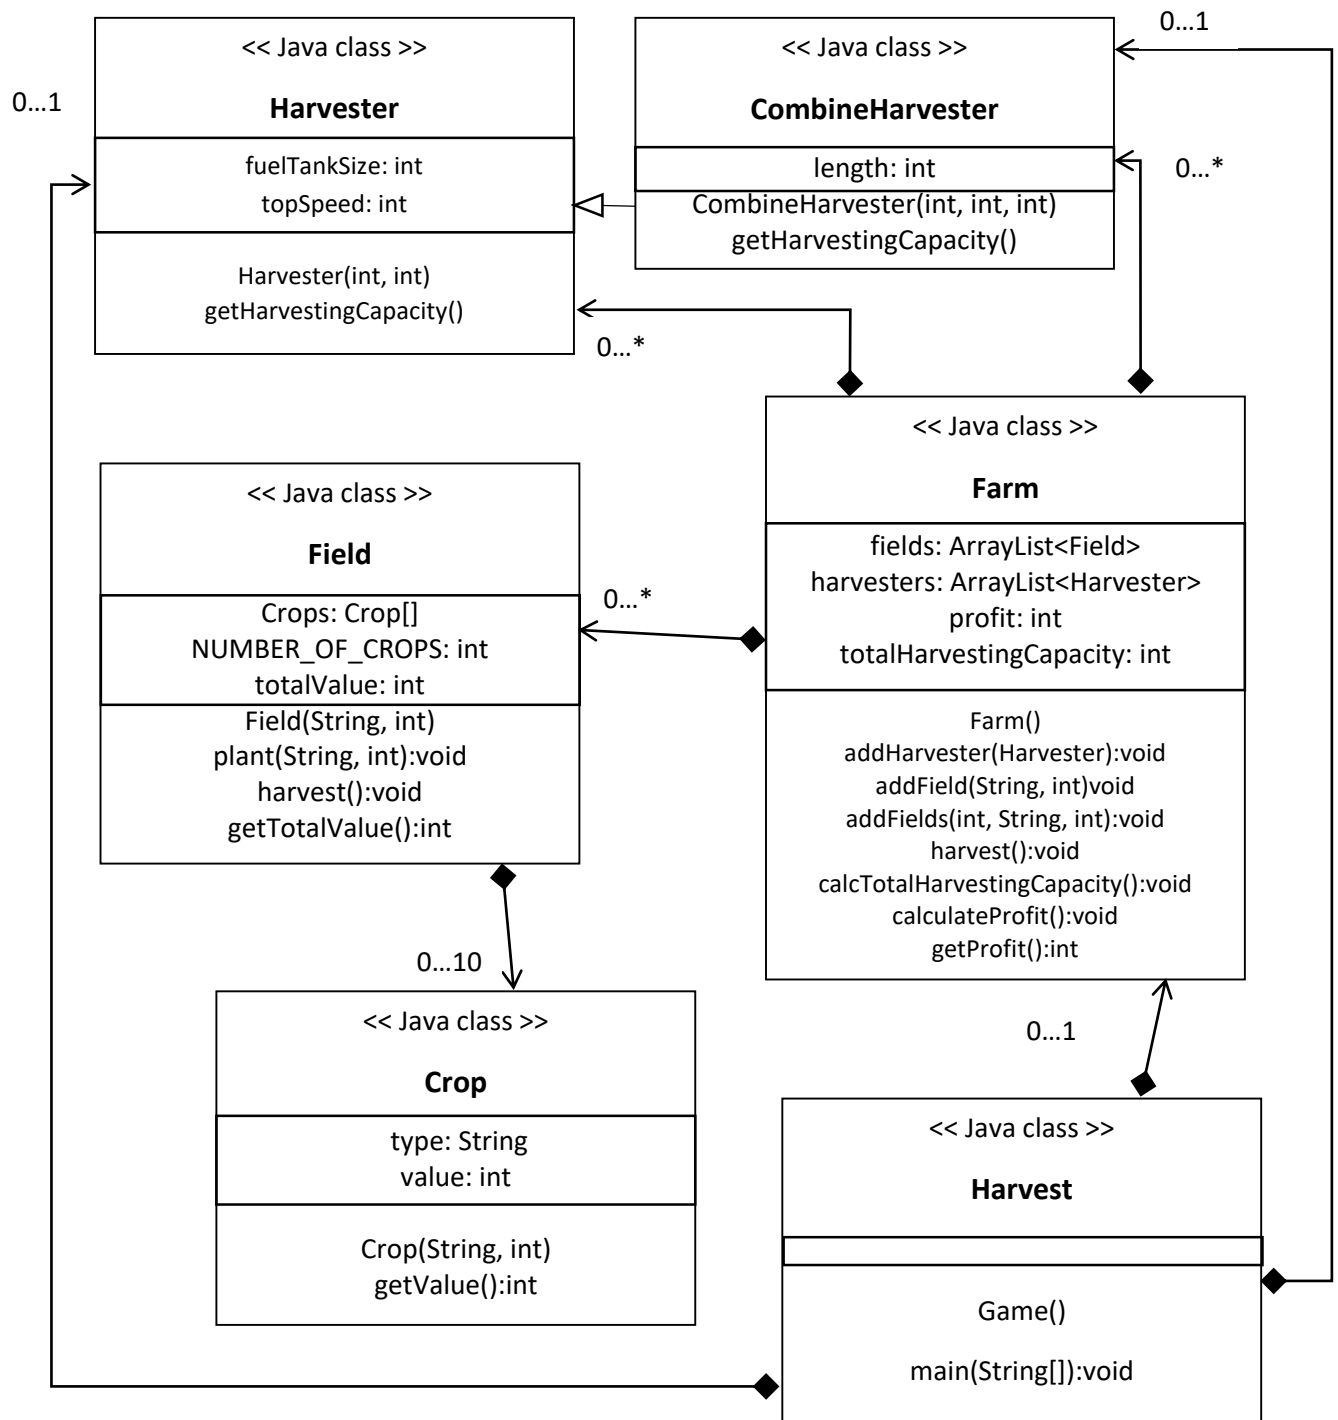 0...1
<< Java class >>
Harvester
fuelTankSize: int
topSpeed: int
Harvester(int, int)
getHarvestingCapacity()
<< Java class >>
CombineHarvester
length: int
CombineHarvester(int, int, int)
getHarvestingCapacity()
0...1
0...*
0...*
<< Java class >>
Field
Crops: Crop[]
NUMBER_OF_CROPS: int
totalValue: int
Field(String, int)
plant(String, int):void
harvest():void
getTotalValue():int
0...*
<< Java class >>
Farm
fields: ArrayList<Field>
harvesters: ArrayList<Harvester>
profit: int
totalHarvestingCapacity: int
Farm()
addHarvester(Harvester):void
addField(String, int)void
addFields(int, String, int):void
harvest():void
calcTotalHarvestingCapacity():void
calculateProfit():void
getProfit():int
0...10
<< Java class >>
Crop
type: String
value: int
Crop(String, int)
getValue():int
0...1
<< Java class >>
Harvest
Game()
main(String[]):void